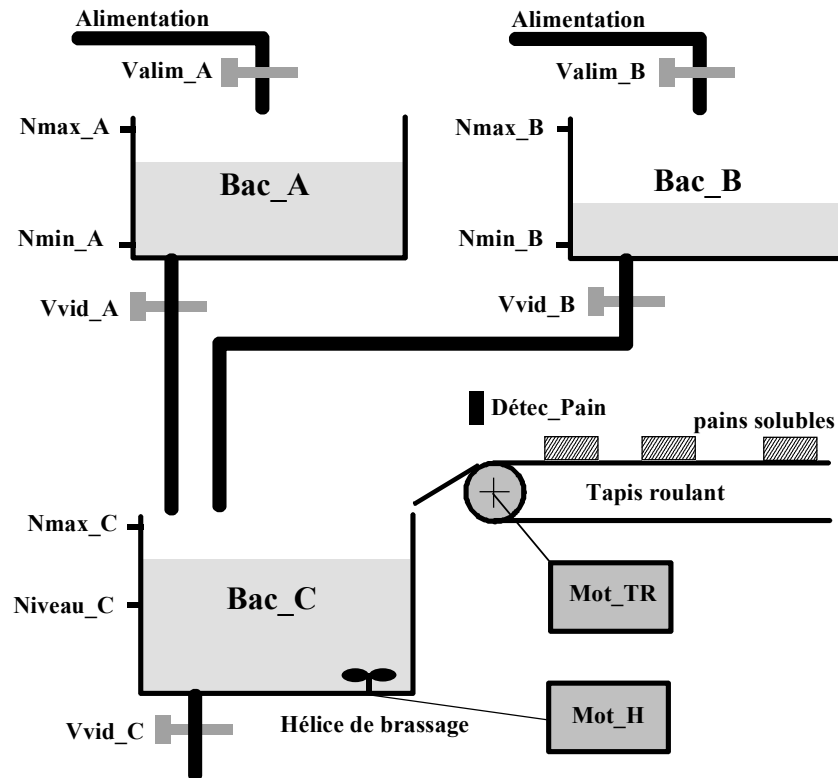 Alimentation
Alimentation
Valim_A
Valim_B
Nmax_A
Nmax_B
Bac_A
Bac_B
Nmin_A
Nmin_B
Vvid_A
Vvid_B
Détec_Pain
pains solubles
Tapis roulant
Nmax_C
Niveau_C
Bac_C
Mot_TR
Vvid_C
Hélice de brassage
Mot_H